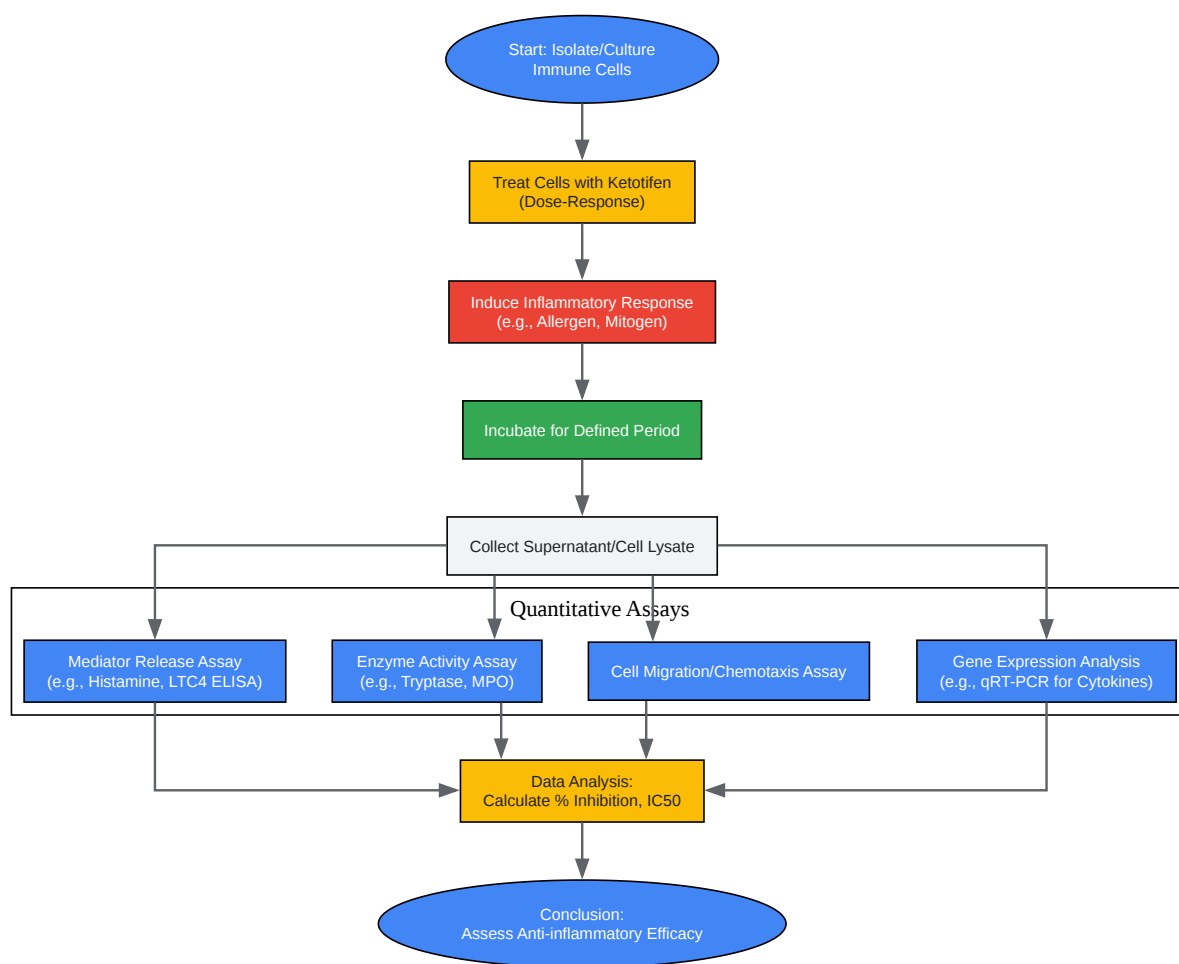 Start: Isolate/Culture
Immune Cells
Treat Cells with Ketotifen
(Dose-Response)
Induce Inflammatory Response
(e.g., Allergen, Mitogen)
Incubate for Defined Period
Collect Supernatant/Cell Lysate
Quantitative Assays
Mediator Release Assay
(e.g., Histamine, LTC4 ELISA)
Enzyme Activity Assay
(e.g., Tryptase, MPO)
Cell Migration/Chemotaxis Assay
Gene Expression Analysis
(e.g., qRT-PCR for Cytokines)
Data Analysis:
Calculate % Inhibition, IC50
Conclusion:
Assess Anti-inflammatory Efficacy